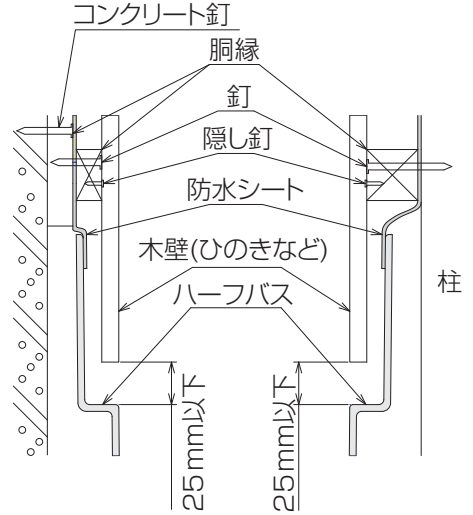 コンクリート釘
胴縁
釘
隠し釘
防水シート
木壁(ひのきなど)
柱
ハーフバス
25mm以下
25mm以下